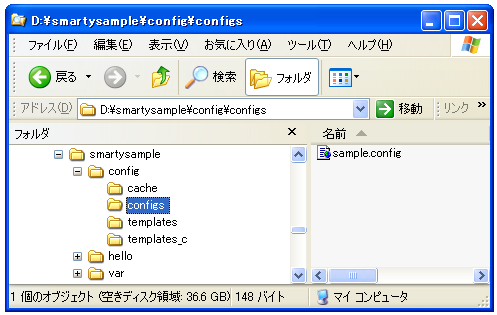 D:¥smartysample¥config¥configs
ファイル(F) 編集(E) 表示(V) お気に入り(A) ツール(T) ヘルプ(H)
戻る 検索 フォルダ
アドレス(D) D:¥smartysample¥config¥configs 移動 リンク »
フォルダ × 名前
smartysample
sample.config
config
cache
configs
templates
templates_c
hello
var
1 個のオブジェクト (空きディスク領域: 36.6 GB) 148 バイト マイ コンピュータ